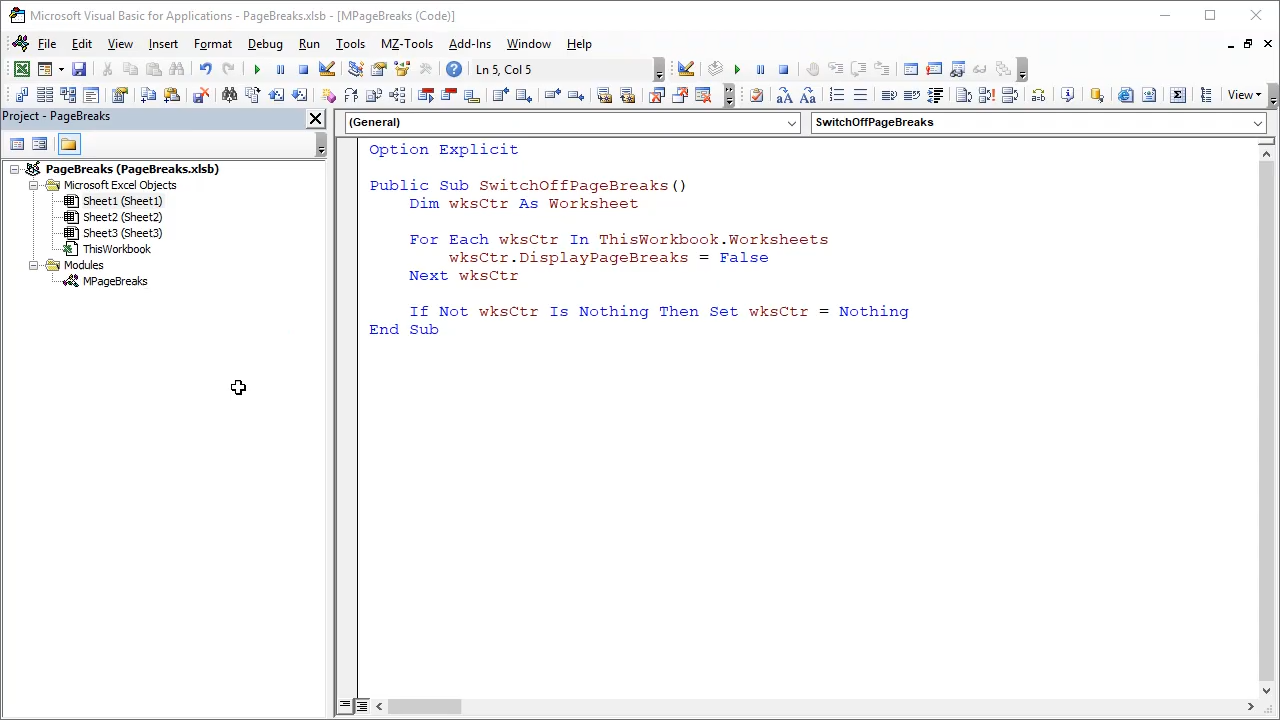 Microsoft Visual Basic for Applications - PageBreaks.xlsb - [MPageBreaks (Code)]
File Edit View Insert Format Debug Run Tools MZ-Tools Add-Ins Window Help
Ln 5, Col 5
View
Project - PageBreaks
(General)
SwitchOffPageBreaks
PageBreaks (PageBreaks.xlsb)
Microsoft Excel Objects
Sheet1 (Sheet1)
Sheet2 (Sheet2)
Sheet3 (Sheet3)
ThisWorkbook
Modules
MPageBreaks
Option Explicit
Public Sub SwitchOffPageBreaks()
Dim wksCtr As Worksheet
For Each wksCtr In ThisWorkbook.Worksheets
wksCtr.DisplayPageBreaks = False
Next wksCtr
If Not wksCtr Is Nothing Then Set wksCtr = Nothing
End Sub